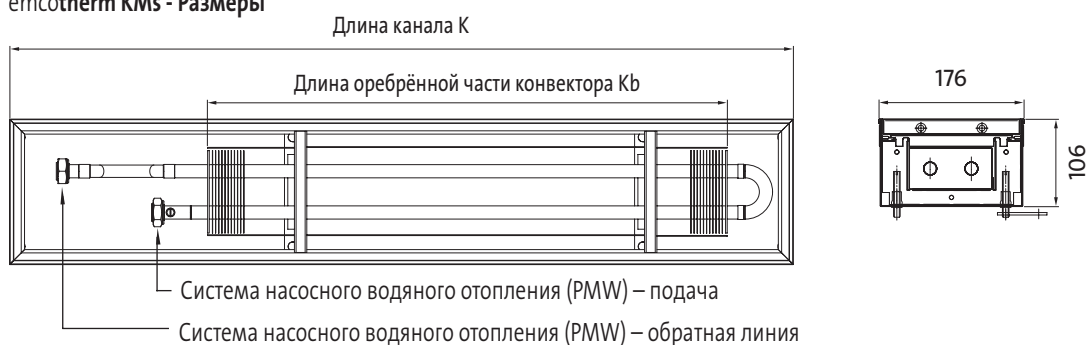 emcotherm KMs - Размеры
Длина канала K
Длина оребрённой части конвектора Kb
176
106
Система насосного водяного отопления (PMW) – подача
Система насосного водяного отопления (PMW) – обратная линия